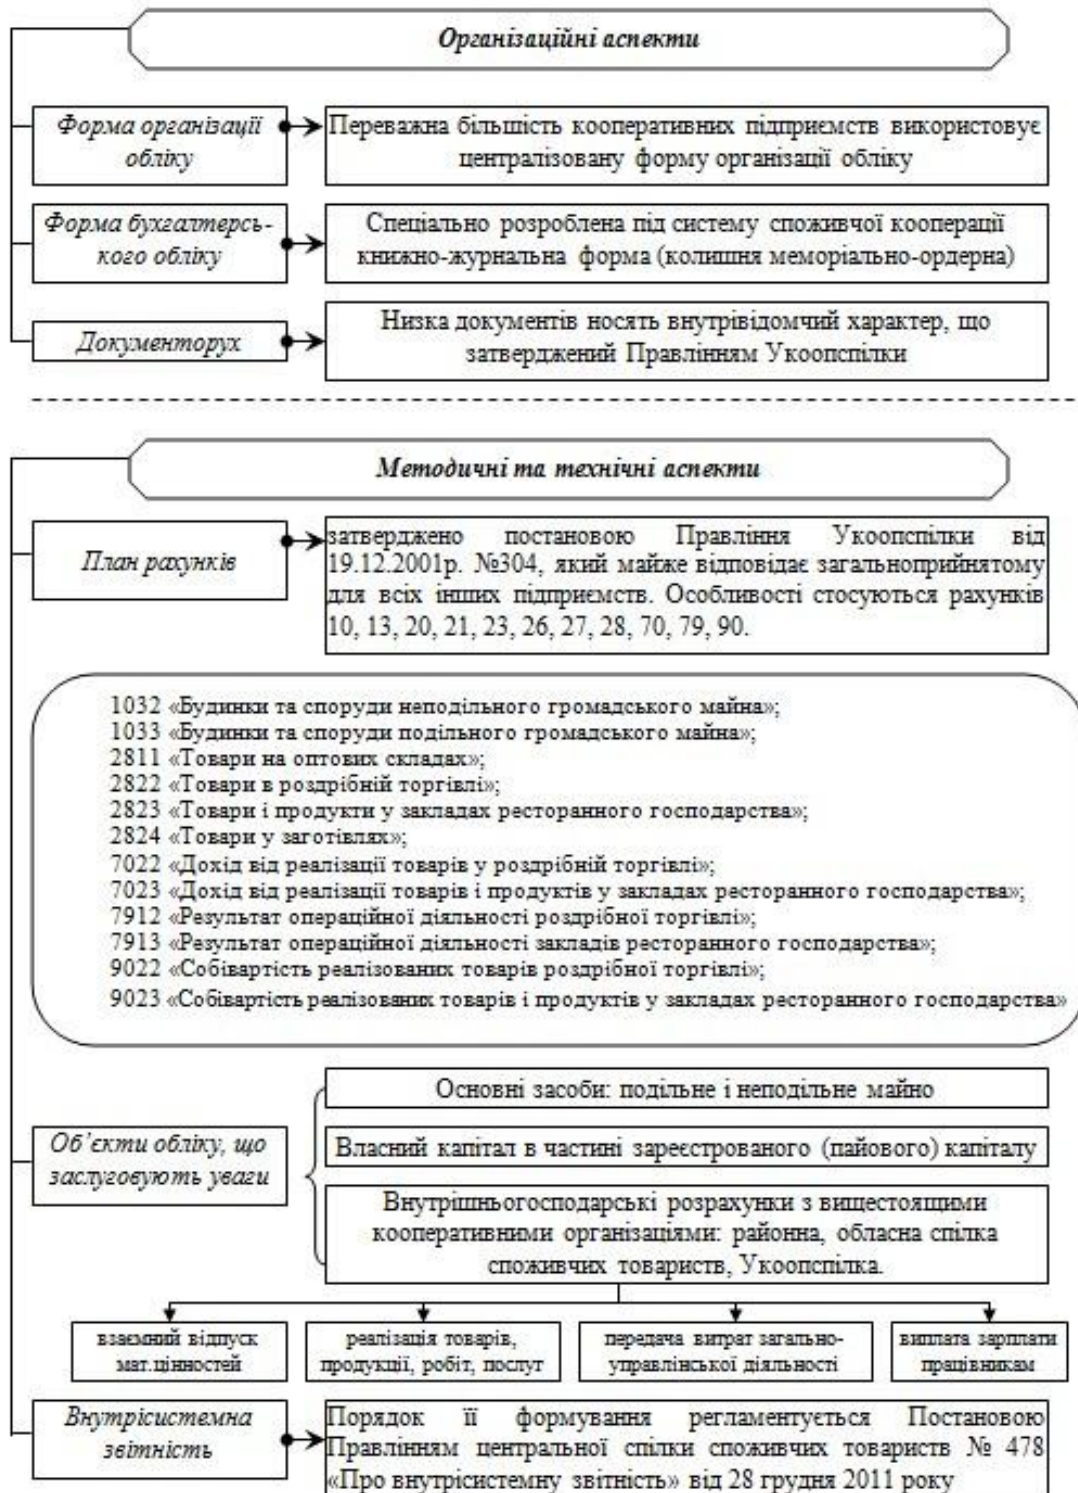 Організаційні аспекти
Форма організації
обліку
Переважна більшість кооперативних підприємств використовує
централізовану форму організації обліку
Форма бухгалтерсь-
кого обліку
Спеціально розроблена під систему споживчої кооперації
книжно-журнальна форма (колишня меморіально-ордерна)
Документорух
Низка документів носять внутрівідомчий характер, що
затверджений Правлінням Укоопспілки
Методичні та технічні аспекти
План рахунків
затверджено постановою Правління Укоопспілки від
19.12.2001р. №304, який майже відповідає загальноприйнятому
для всіх інших підприємств. Особливості стосуються рахунків
10, 13, 20, 21, 23, 26, 27, 28, 70, 79, 90.
1032 «Будинки та споруди неподільного громадського майна»;
1033 «Будинки та споруди подільного громадського майна»;
2811 «Товари на оптових складах»;
2822 «Товари в роздрібній торгівлі»;
2823 «Товари і продукти у закладах ресторанного господарства»;
2824 «Товари у заготівлях»;
7022 «Дохід від реалізації товарів у роздрібній торгівлі»;
7023 «Дохід від реалізації товарів і продуктів у закладах ресторанного господарства»;
7912 «Результат операційної діяльності роздрібної торгівлі»;
7913 «Результат операційної діяльності закладів ресторанного господарства»;
9022 «Собівартість реалізованих товарів роздрібної торгівлі»;
9023 «Собівартість реалізованих товарів і продуктів у закладах ресторанного господарства»
Об’єкти обліку, що
заслуговують уваги
Основні засоби: подільне і неподільне майно
Власний капітал в частині зареєстрованого (пайового) капіталу
Внутрішньогосподарські розрахунки з вищестоящими
кооперативними організаціями: районна, обласна спілка
споживчих товариств, Укоопспілка.
взаємний відпуск
мат.цінностей
реалізація товарів,
продукції, робіт, послуг
передача витрат загально-
управлінської діяльності
виплата зарплати
працівникам
Внутрісистемна
звітність
Порядок її формування регламентується Постановою
Правлінням центральної спілки споживчих товариств № 478
«Про внутрісистемну звітність» від 28 грудня 2011 року